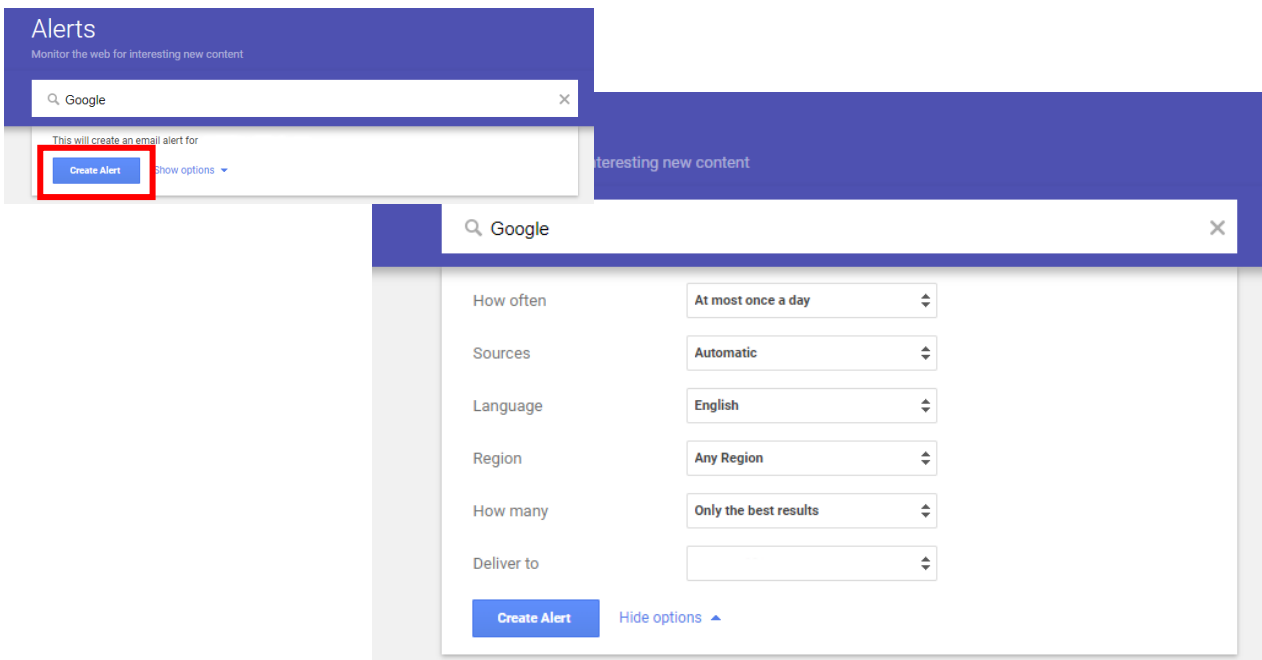 Alerts
Monitor the web for interesting new content
Google
This will create an email alert for
Create Alert
Show options
interesting new content
Google
How often At most once a day
Sources Automatic
Language English
Region Any Region
How many Only the best results
Deliver to
Create Alert Hide options